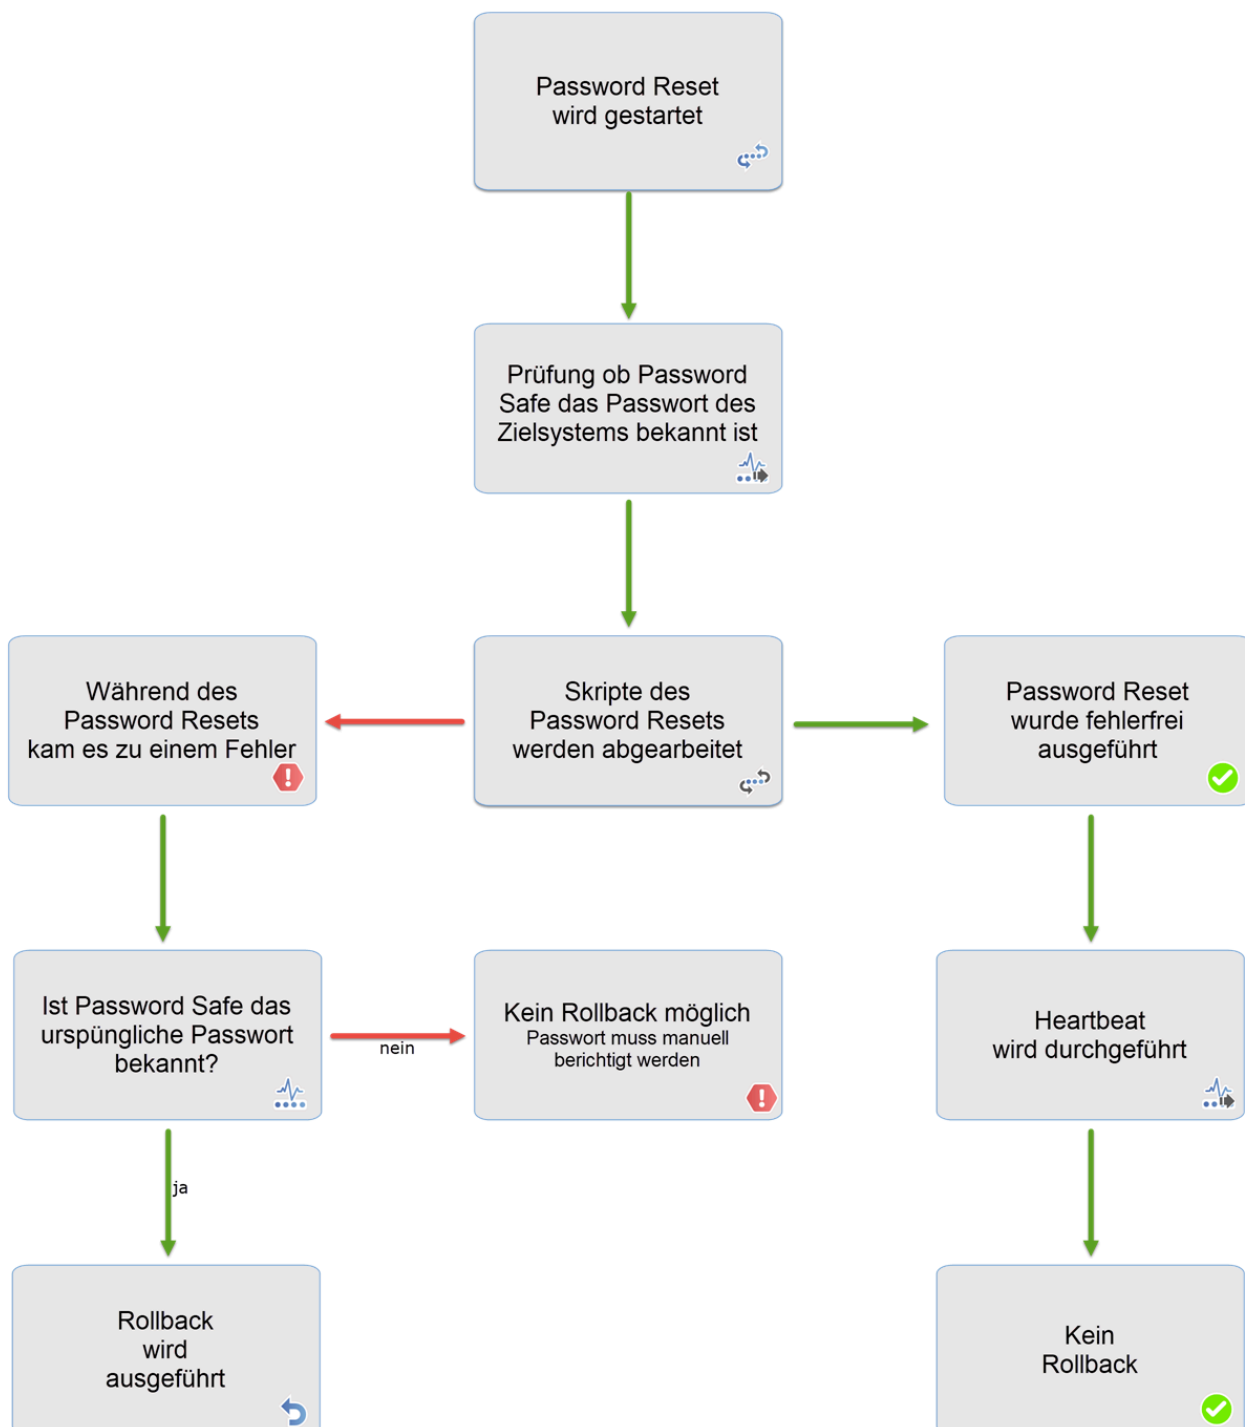 Password Reset
wird gestartet
Prüfung ob Password
Safe das Passwort des
Zielsystems bekannt ist
Während des
Password Resets
kam es zu einem Fehler
Skripte des
Password Resets
werden abgearbeitet
Password Reset
wurde fehlerfrei
ausgeführt
Ist Password Safe das
urspüngliche Passwort
bekannt?
nein
Kein Rollback möglich
Passwort muss manuell
berichtigt werden
Heartbeat
wird durchgeführt
ja
Rollback
wird
ausgeführt
Kein
Rollback